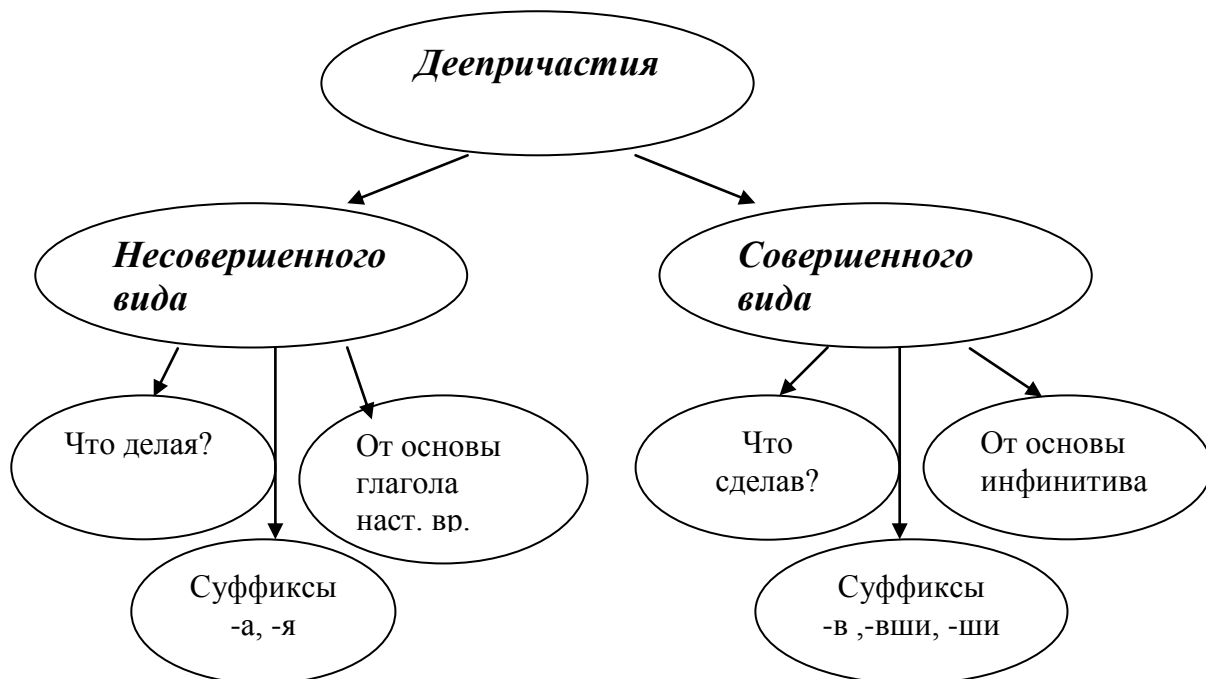 Деепричастия
Несовершенного
вида
Совершенного
вида
Что делая?
От основы
глагола
наст. вр.
Суффиксы
-а, -я
Что
сделав?
От основы
инфинитива
Суффиксы
-в ,-вши, -ши